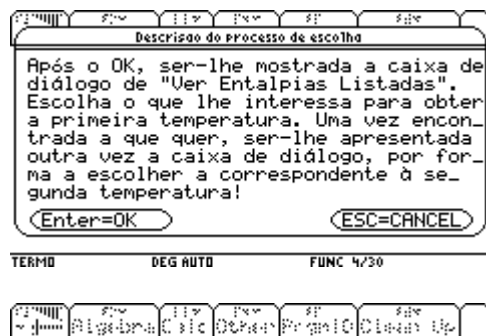 Descrisao do processo de escolha
Após o OK, ser-lhe mostrada a caixa de
diálogo de "Ver Entalpias Listadas".
Escolha o que lhe interessa para obter
a primeira temperatura. Uma vez encon_
trada a que quer, ser-lhe apresentada
outra vez a caixa de diálogo, por for_
ma a escolher a correspondente à se_
gunda temperatura!
Enter=OK ESC=CANCEL
TERMO DEG AUTO FUNC 4/30
Algebra Calc Other PrgmIO Clean Up